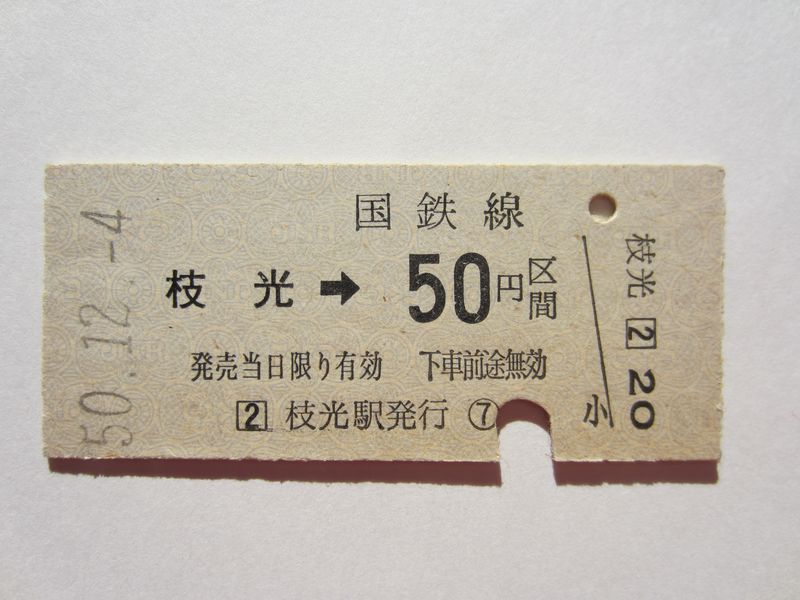 50.12.-4
国鉄線
枝光➡50円区間
発売当日限り有効 下車前途無効
2 枝光駅発行 ⑦
小
枝光 2 20